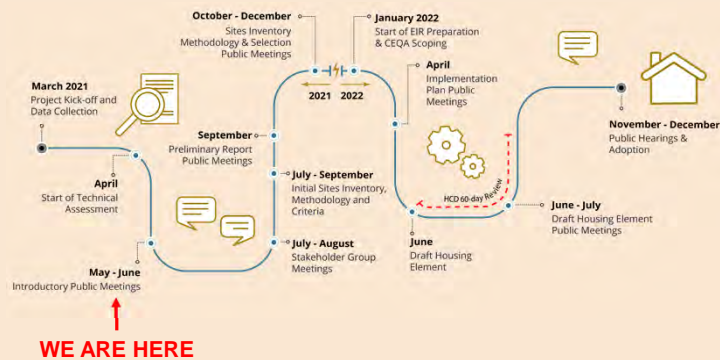 March 2021
Project Kick-off and
Data Collection
April
Start of Technical
Assessment
May - June
Introductory Public Meetings
WE ARE HERE
July - August
Stakeholder Group
Meetings
July - September
Initial Sites Inventory,
Methodology and
Criteria
September
Preliminary Report
Public Meetings
October - December
Sites Inventory
Methodology & Selection
Public Meetings
2021
2022
January 2022
Start of EIR Preparation
& CEQA Scoping
April
Implementation
Plan Public
Meetings
June
Draft Housing
Element
HCD 60-day Review
June - July
Draft Housing Element
Public Meetings
November - December
Public Hearings &
Adoption